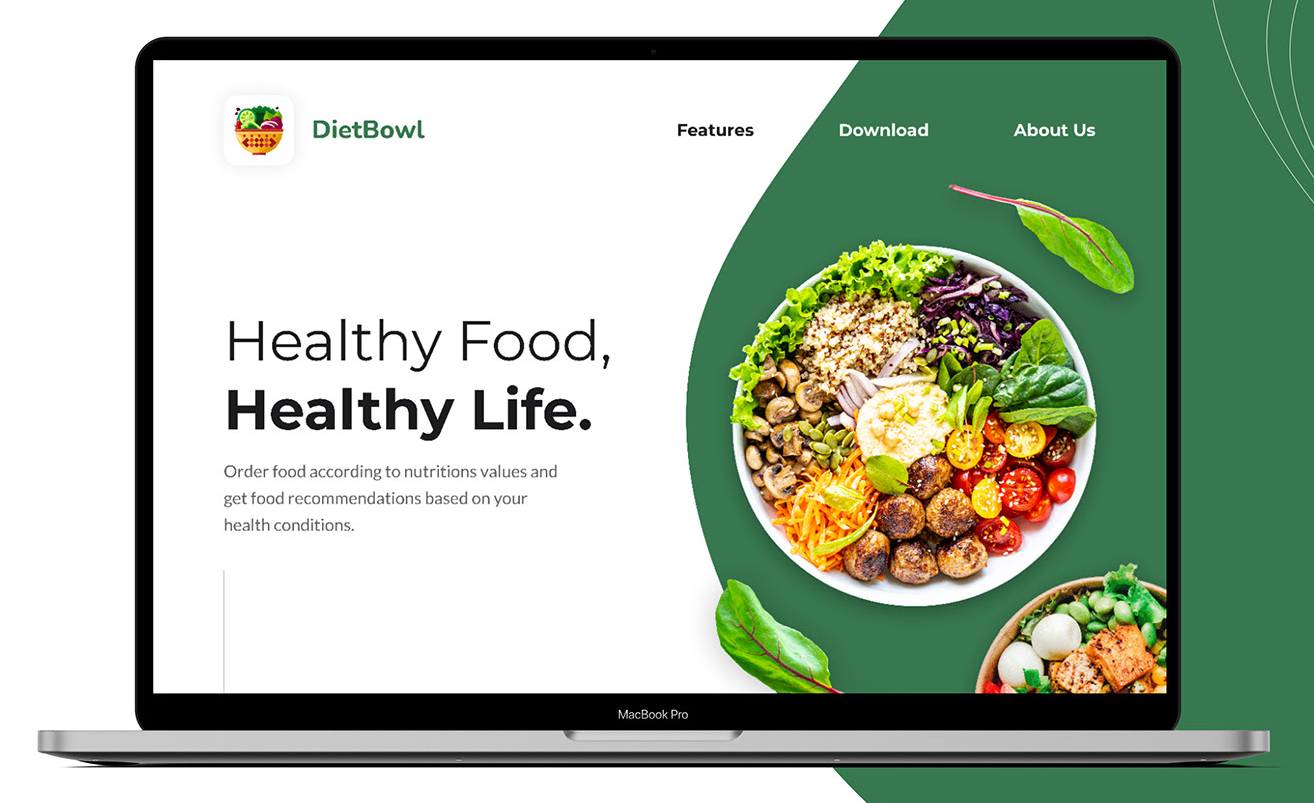 DietBowl
Features
Download
About Us
Healthy Food,
Healthy Life.
Order food according to nutritions values and
get food recommendations based on your
health conditions.
MacBook Pro